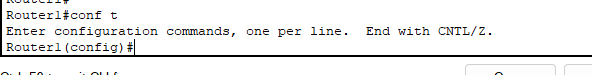 Router1#conf t
Enter configuration commands, one per line.  End with CNTL/Z.
Router1(config)#